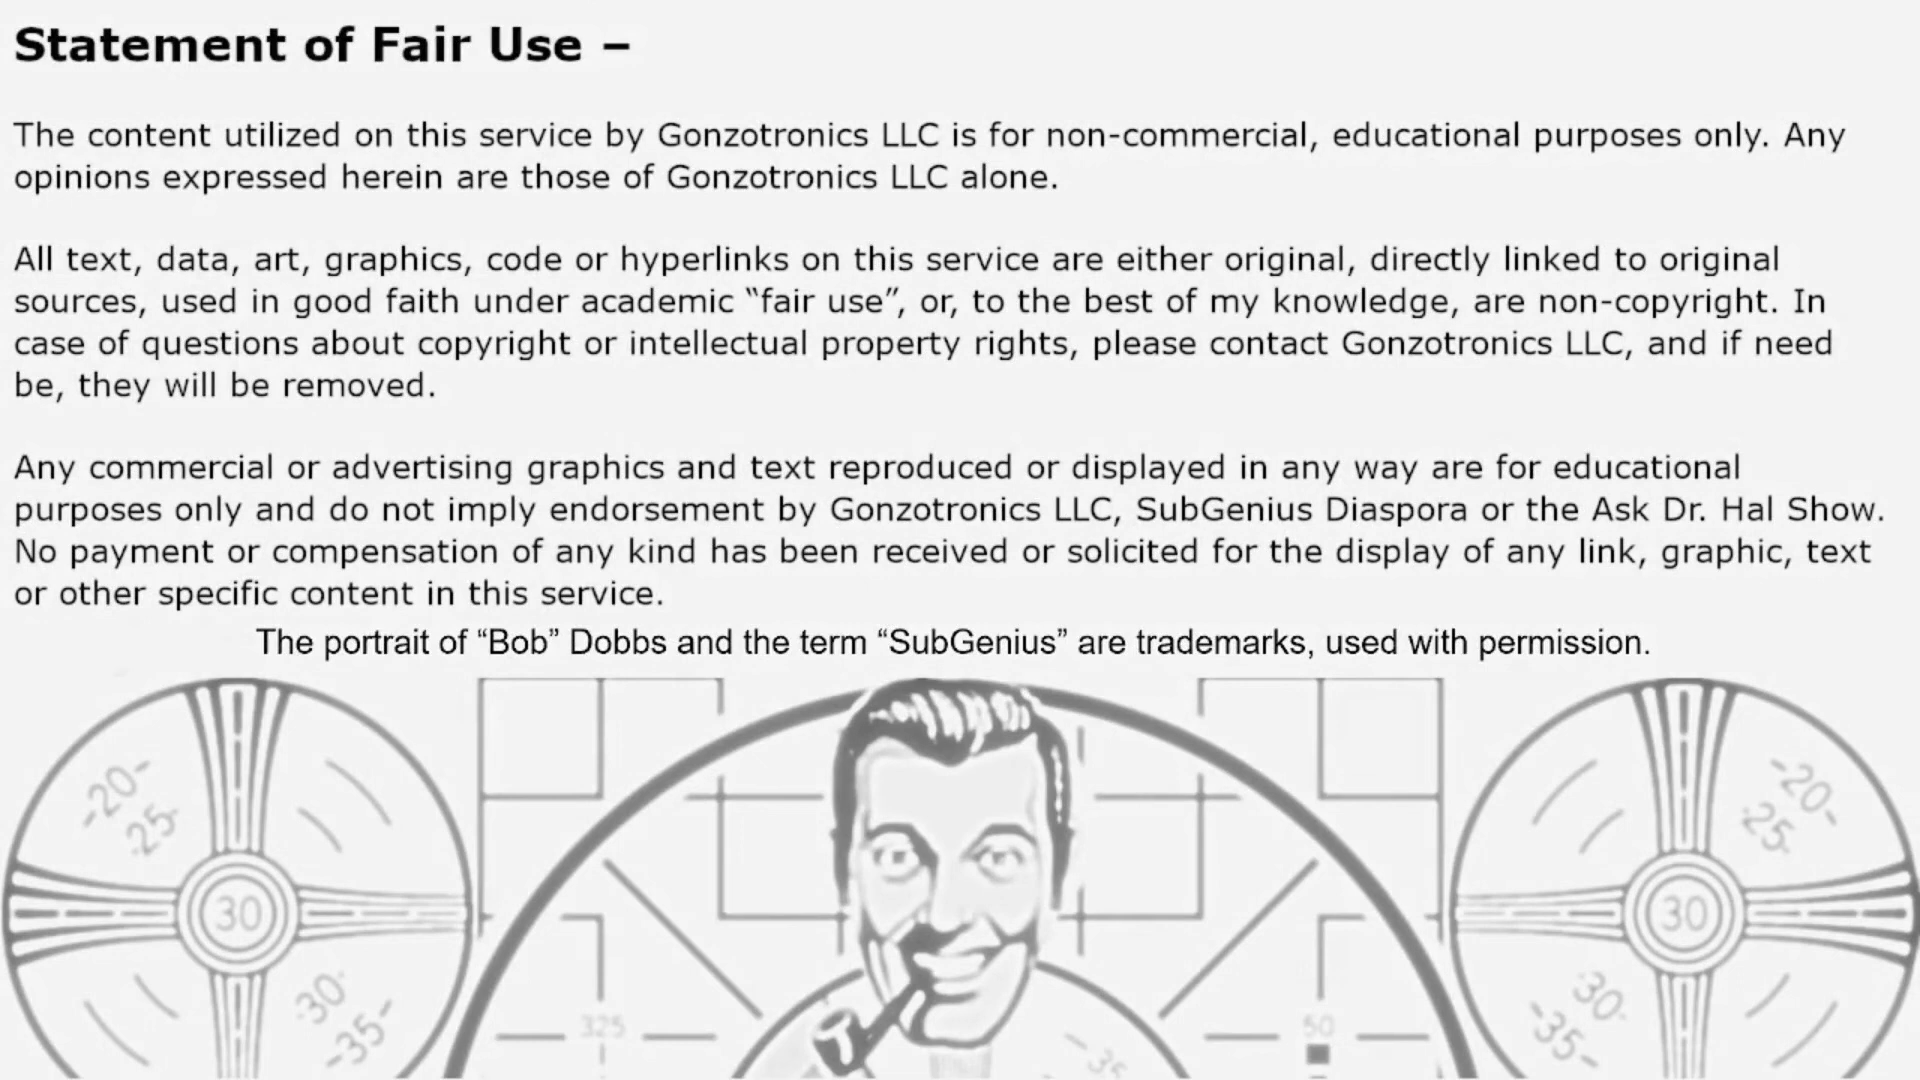 Statement of Fair Use –
The content utilized on this service by Gonzotronics LLC is for non-commercial, educational purposes only. Any
opinions expressed herein are those of Gonzotronics LLC alone.
All text, data, art, graphics, code or hyperlinks on this service are either original, directly linked to original
sources, used in good faith under academic “fair use”, or, to the best of my knowledge, are non-copyright. In
case of questions about copyright or intellectual property rights, please contact Gonzotronics LLC, and if need
be, they will be removed.
Any commercial or advertising graphics and text reproduced or displayed in any way are for educational
purposes only and do not imply endorsement by Gonzotronics LLC, SubGenius Diaspora or the Ask Dr. Hal Show.
No payment or compensation of any kind has been received or solicited for the display of any link, graphic, text
or other specific content in this service.
The portrait of “Bob” Dobbs and the term “SubGenius” are trademarks, used with permission.
-20-
·25·
30
·30·
-35-
325
-35
50
-20-
·25·
30
30·
-35-